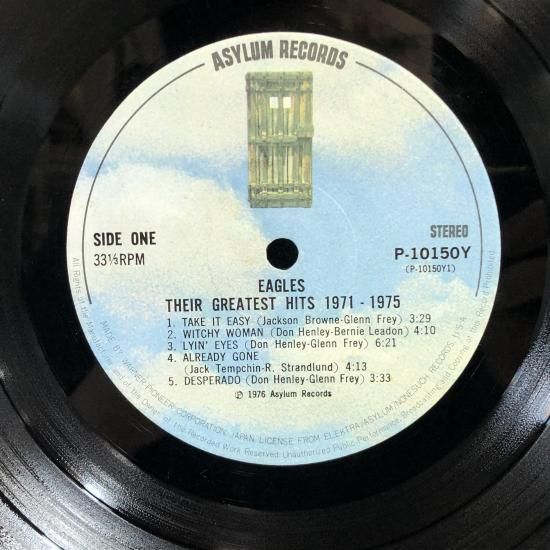 ASYLUM RECORDS
SIDE ONE
33⅓RPM
STEREO
P-10150Y
(P-10150Y1)
EAGLES
THEIR GREATEST HITS 1971 - 1975
1. TAKE IT EASY (Jackson Browne-Glenn Frey) 3:29
2. WITCHY WOMAN (Don Henley-Bernie Leadon) 4:10
3. LYIN' EYES (Don Henley-Glenn Frey) 6:21
4. ALREADY GONE
(Jack Tempchin-R. Strandlund) 4:13
5. DESPERADO (Don Henley-Glenn Frey) 3:33
℗ 1976 Asylum Records
MADE BY WARNER-PIONEER CORPORATION, JAPAN, LICENSE FROM ELEKTRA/ASYLUM/NONESUCH RECORDS,
All Rights of the Manufacturer and of the Owner of the Recorded Work Reserved Unauthorized Public Performance, Broadcasting and Copying of this Record